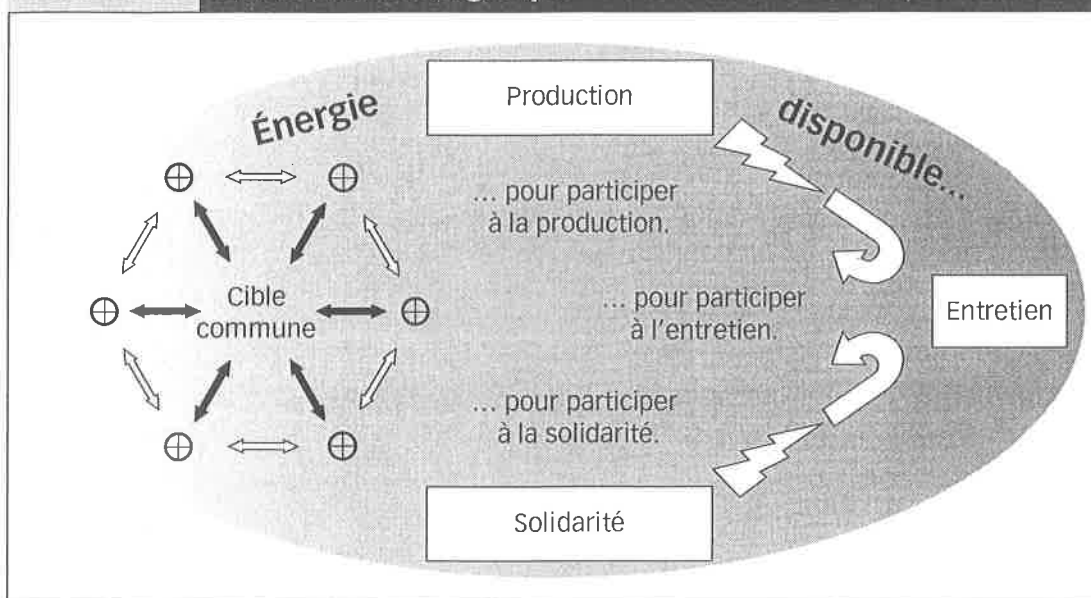 Énergie
disponible...
Production
... pour participer
à la production.
Cible
commune
... pour participer
à l'entretien.
Entretien
... pour participer
à la solidarité.
Solidarité